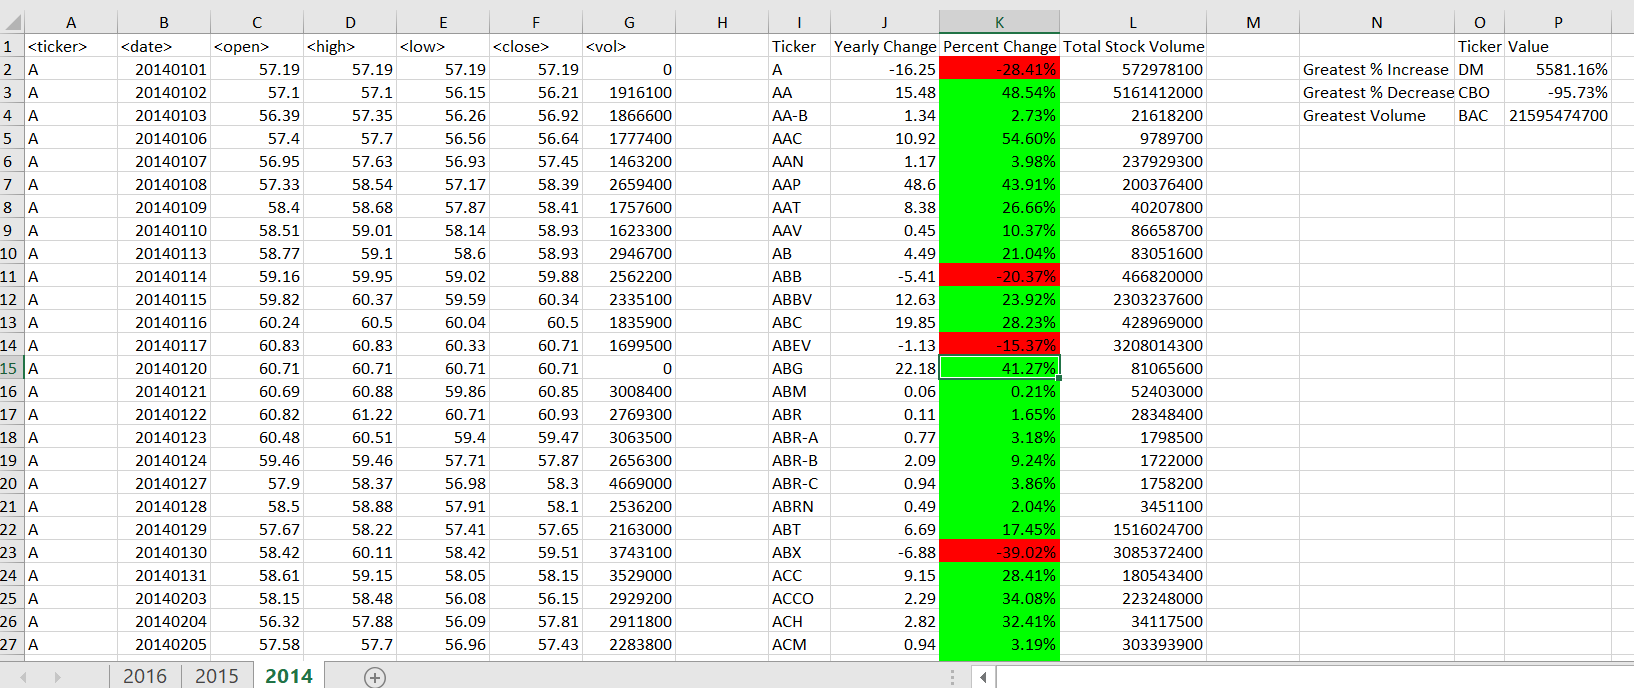 A B C D E F G H I J K L M N O P
1 <ticker> <date> <open> <high> <low> <close> <vol> Ticker Yearly Change Percent Change Total Stock Volume Ticker Value
2 A 20140101 57.19 57.19 57.19 57.19 0 A -16.25 -28.41% 572978100 Greatest % Increase DM 5581.16%
3 A 20140102 57.1 57.1 56.15 56.21 1916100 AA 15.48 48.54% 5161412000 Greatest % Decrease CBO -95.73%
4 A 20140103 56.39 57.35 56.26 56.92 1866600 AA-B 1.34 2.73% 21618200 Greatest Volume BAC 21595474700
5 A 20140106 57.4 57.7 56.56 56.64 1777400 AAC 10.92 54.60% 9789700
6 A 20140107 56.95 57.63 56.93 57.45 1463200 AAN 1.17 3.98% 237929300
7 A 20140108 57.33 58.54 57.17 58.39 2659400 AAP 48.6 43.91% 200376400
8 A 20140109 58.4 58.68 57.87 58.41 1757600 AAT 8.38 26.66% 40207800
9 A 20140110 58.51 59.01 58.14 58.93 1623300 AAV 0.45 10.37% 86658700
10 A 20140113 58.77 59.1 58.6 58.93 2946700 AB 4.49 21.04% 83051600
11 A 20140114 59.16 59.95 59.02 59.88 2562200 ABB -5.41 -20.37% 466820000
12 A 20140115 59.82 60.37 59.59 60.34 2335100 ABBV 12.63 23.92% 2303237600
13 A 20140116 60.24 60.5 60.04 60.5 1835900 ABC 19.85 28.23% 428969000
14 A 20140117 60.83 60.83 60.33 60.71 1699500 ABEV -1.13 -15.37% 3208014300
15 A 20140120 60.71 60.71 60.71 60.71 0 ABG 22.18 41.27% 81065600
16 A 20140121 60.69 60.88 59.86 60.85 3008400 ABM 0.06 0.21% 52403000
17 A 20140122 60.82 61.22 60.71 60.93 2769300 ABR 0.11 1.65% 28348400
18 A 20140123 60.48 60.51 59.4 59.47 3063500 ABR-A 0.77 3.18% 1798500
19 A 20140124 59.46 59.46 57.71 57.87 2656300 ABR-B 2.09 9.24% 1722000
20 A 20140127 57.9 58.37 56.98 58.3 4669000 ABR-C 0.94 3.86% 1758200
21 A 20140128 58.5 58.88 57.91 58.1 2536200 ABRN 0.49 2.04% 3451100
22 A 20140129 57.67 58.22 57.41 57.65 2163000 ABT 6.69 17.45% 1516024700
23 A 20140130 58.42 60.11 58.42 59.51 3743100 ABX -6.88 -39.02% 3085372400
24 A 20140131 58.61 59.15 58.05 58.15 3529000 ACC 9.15 28.41% 180543400
25 A 20140203 58.15 58.48 56.08 56.15 2929200 ACCO 2.29 34.08% 223248000
26 A 20140204 56.32 57.88 56.09 57.81 2911800 ACH 2.82 32.41% 34117500
27 A 20140205 57.58 57.7 56.96 57.43 2283800 ACM 0.94 3.19% 303393900
2016 2015 2014